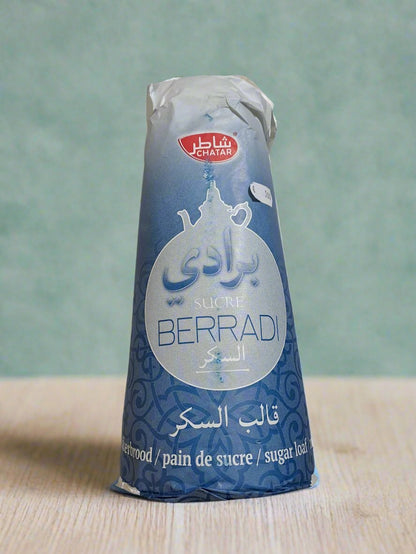 شاطر
CHATAR
برادي
SUCRE
BERRADI
السكر
قالب السكر
/ pain de sucre / sugar loaf